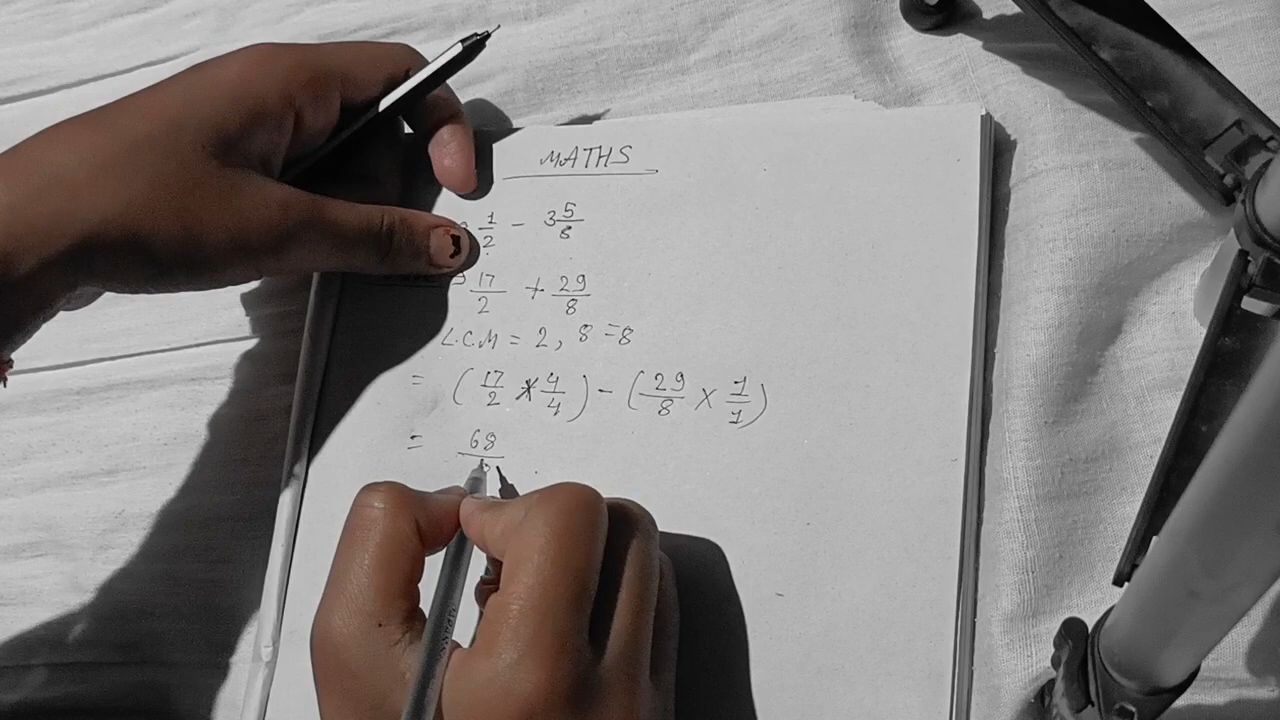 MATHS
1/2 - 3 5/8
17/2 + 29/8
L.C.M = 2, 8 = 8
= (17/2 × 4/4) - (29/8 × 1/1)
= 68/